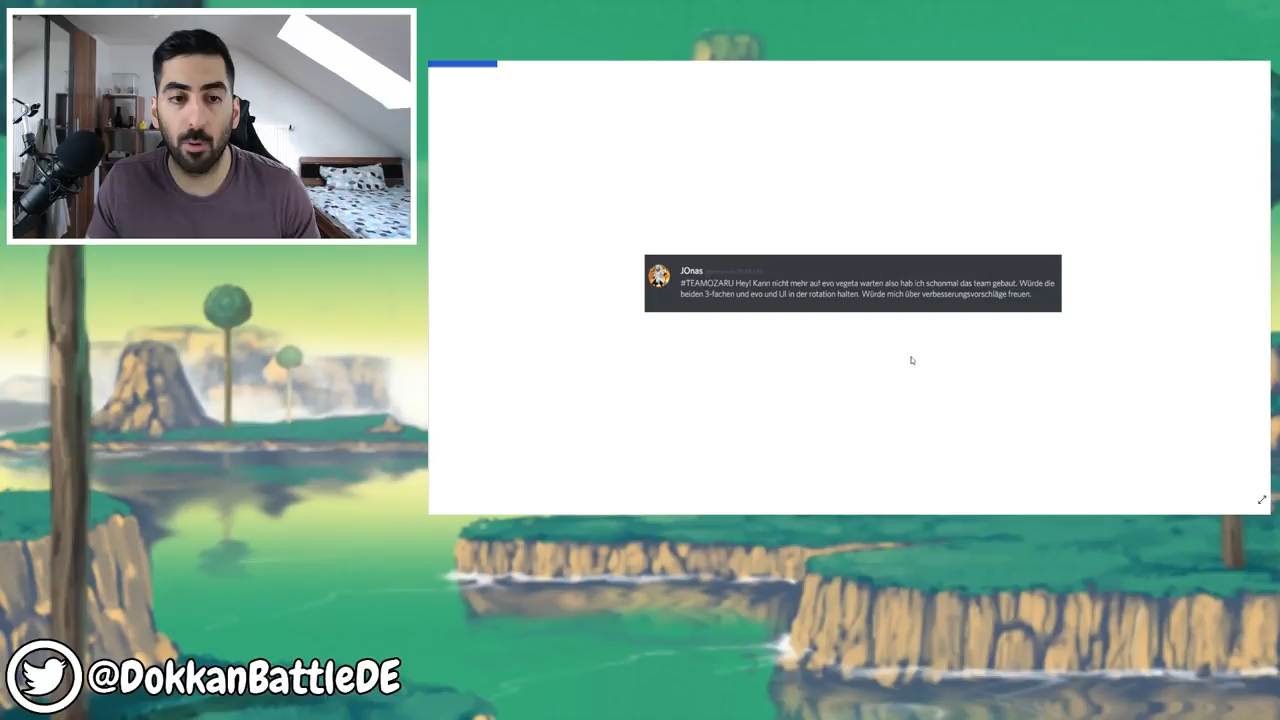 JOnas
#TEAMOZARU Hey! Kann nicht mehr auf evo vegeta warten also hab ich schonmal das team gebaut. Würde die
beiden 3-fachen und evo und UI in der rotation halten. Würde mich über verbesserungsvorschläge freuen.
@DokkanBattleDE